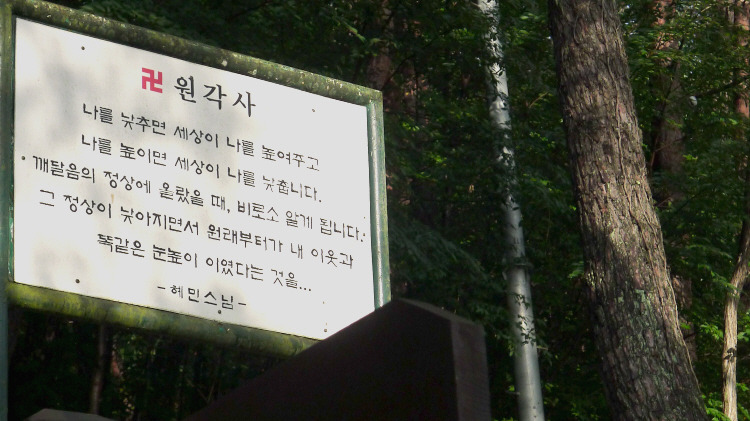 卍 원각사
나를 낮추면 세상이 나를 높여주고
나를 높이면 세상이 나를 낮춥니다.
깨달음의 정상에 올랐을 때, 비로소 알게 됩니다.
그 정상이 낮아지면서 원래부터가 내 이웃과
똑같은 눈높이 이였다는 것을...
-혜민스님-